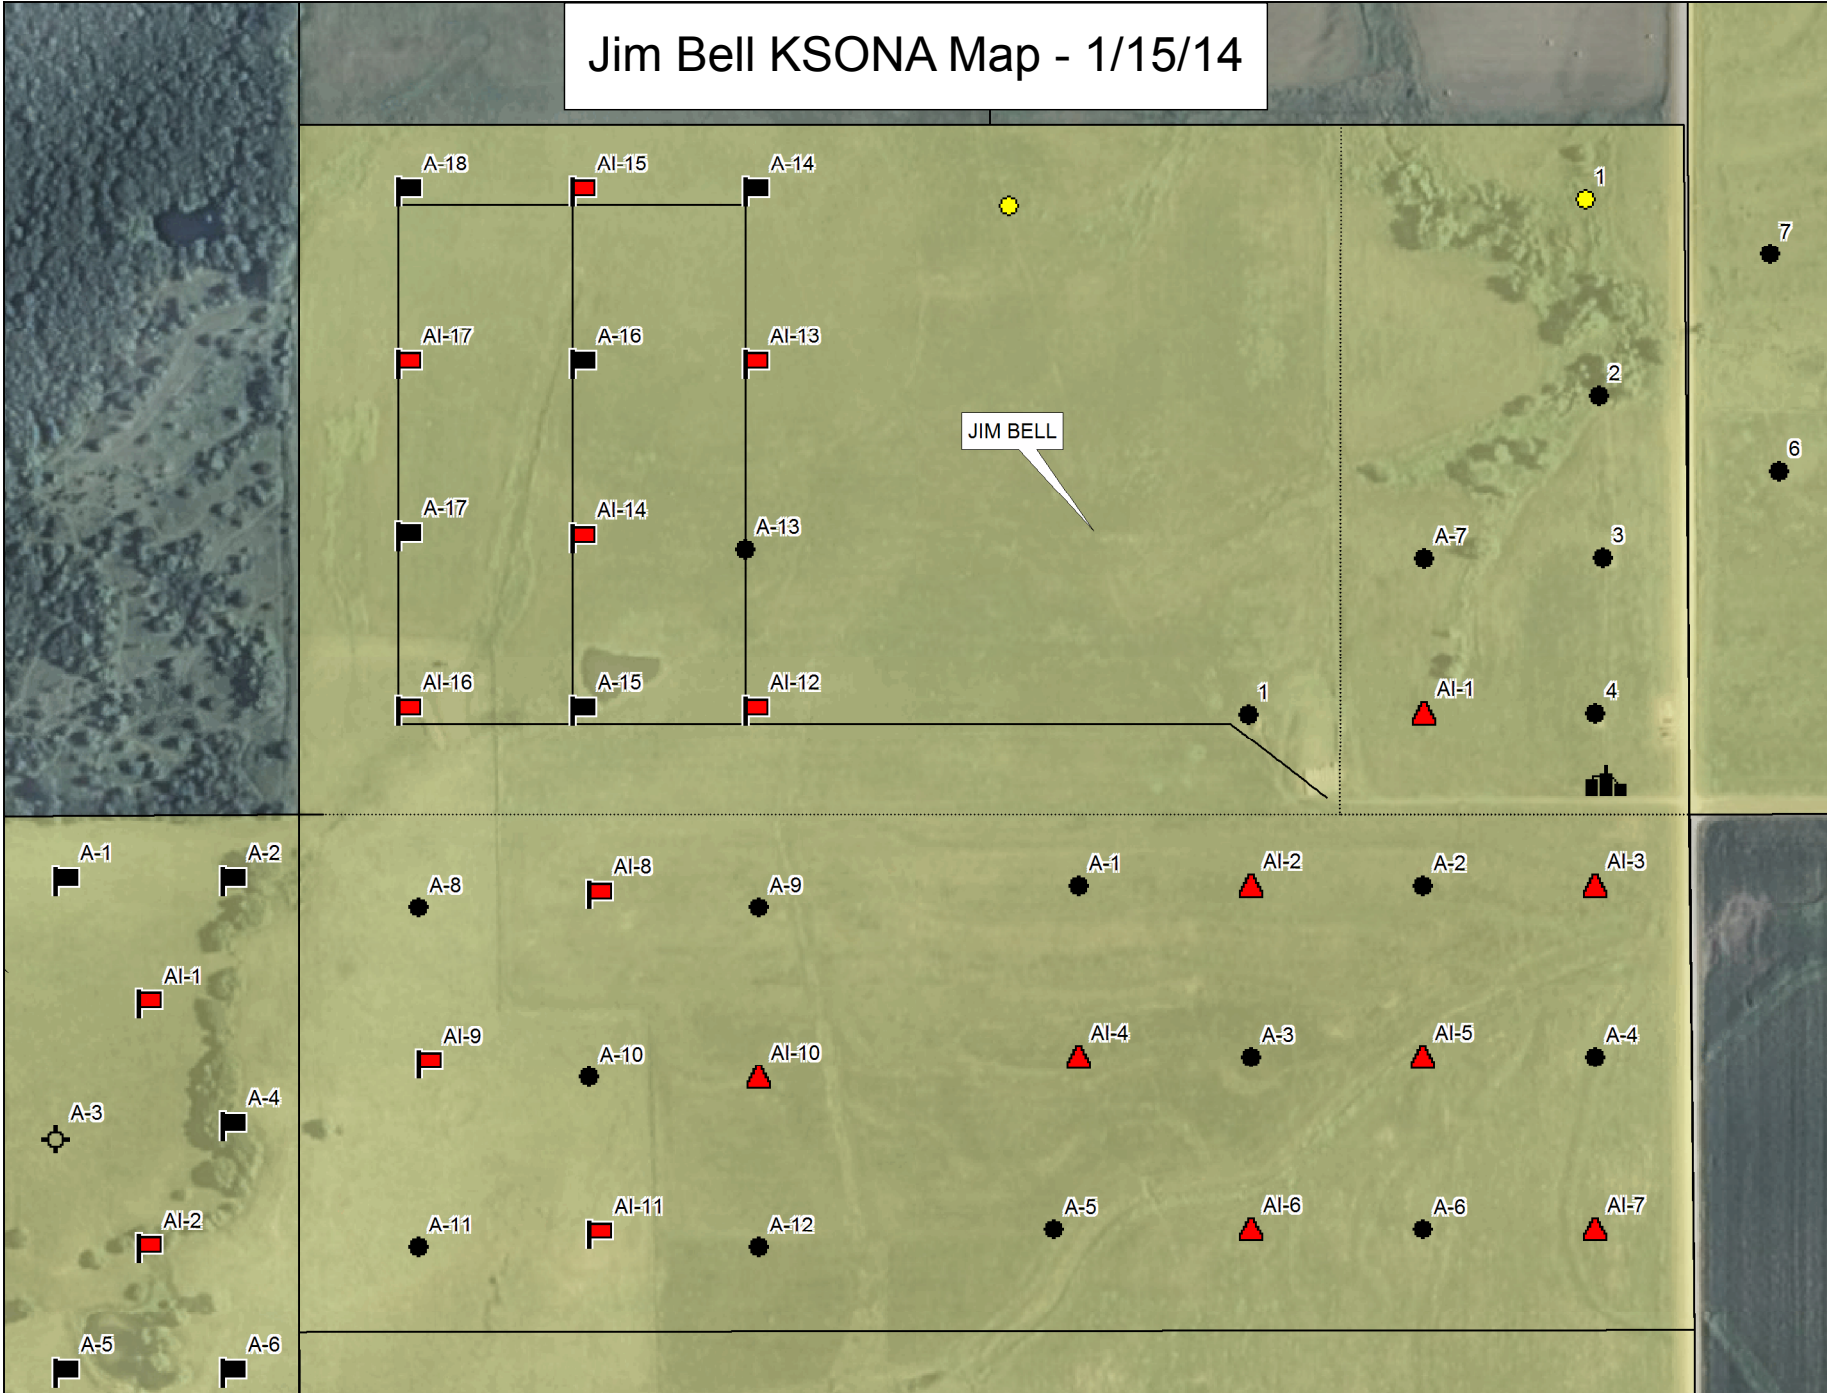 Jim Bell KSONA Map - 1/15/14
A-18
AI-15
A-14
1
7
AI-17
A-16
AI-13
2
JIM BELL
6
A-17
AI-14
A-13
A-7
3
AI-16
A-15
AI-12
1
AI-1
4
A-1
A-2
A-8
AI-8
A-9
A-1
AI-2
A-2
AI-3
AI-1
AI-9
A-10
AI-10
AI-4
A-3
AI-5
A-4
A-3
A-4
AI-2
A-11
AI-11
A-12
A-5
AI-6
A-6
AI-7
A-5
A-6